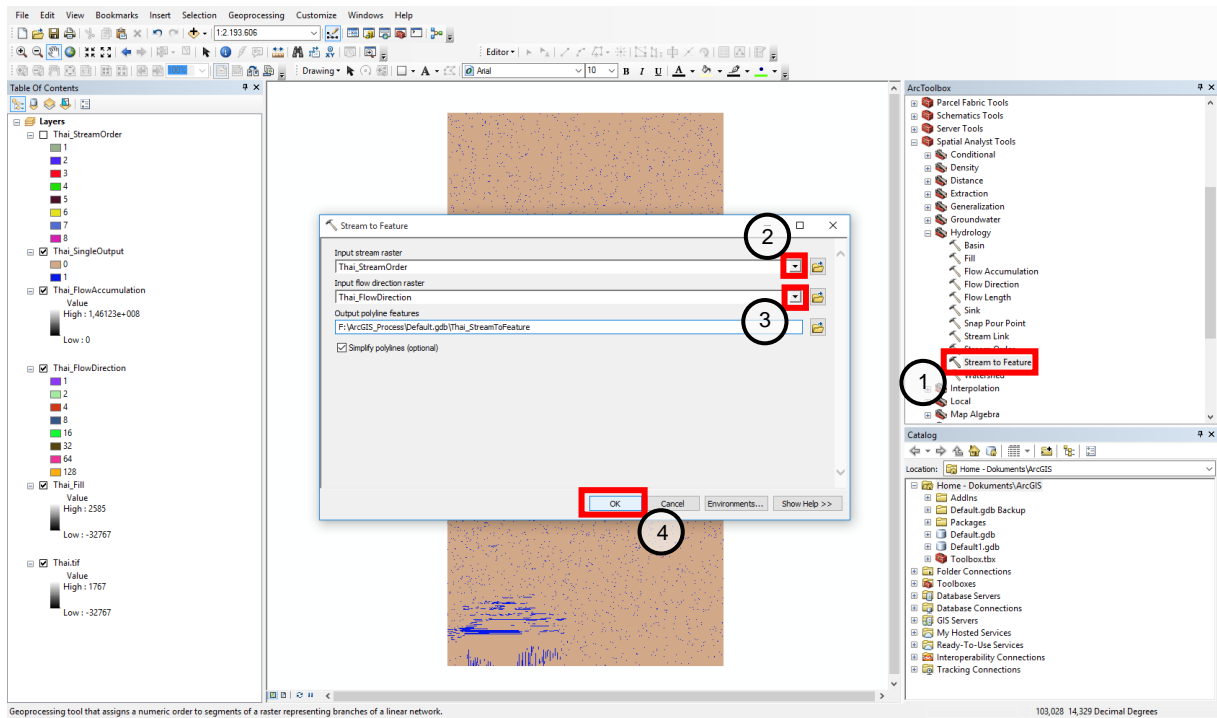 File Edit View Bookmarks Insert Selection Geoprocessing Customize Windows Help
1:2.193.606
Editor
100%
Drawing
Arial
10
B I U A
Table Of Contents
Layers
Thai_StreamOrder
1
2
3
4
5
6
7
8
Thai_SingleOutput
0
1
Thai_FlowAccumulation
Value
High : 1,46123e+008
Low : 0
Thai_FlowDirection
1
2
4
8
16
32
64
128
Thai_Fill
Value
High : 2585
Low : -32767
Thai.tif
Value
High : 1767
Low : -32767
Stream to Feature
2
Input stream raster
Thai_StreamOrder
Input flow direction raster
Thai_FlowDirection
3
Output polyline features
F:\ArcGIS_Process\Default.gdb\Thai_StreamToFeature
Simplify polylines (optional)
OK
Cancel
Environments...
Show Help >>
4
ArcToolbox
Parcel Fabric Tools
Schematics Tools
Server Tools
Spatial Analyst Tools
Conditional
Density
Distance
Extraction
Generalization
Groundwater
Hydrology
Basin
Fill
Flow Accumulation
Flow Direction
Flow Length
Sink
Snap Pour Point
Stream Link
Stream Order
Stream to Feature
Watershed
1
Interpolation
Local
Map Algebra
Catalog
Location: Home - Dokuments\ArcGIS
Home - Dokuments\ArcGIS
AddIns
Default.gdb Backup
Packages
Default.gdb
Default1.gdb
Toolbox.tbx
Folder Connections
Toolboxes
Database Servers
Database Connections
GIS Servers
My Hosted Services
Ready-To-Use Services
Interoperability Connections
Tracking Connections
Geoprocessing tool that assigns a numeric order to segments of a raster representing branches of a linear network.
103,028 14,329 Decimal Degrees